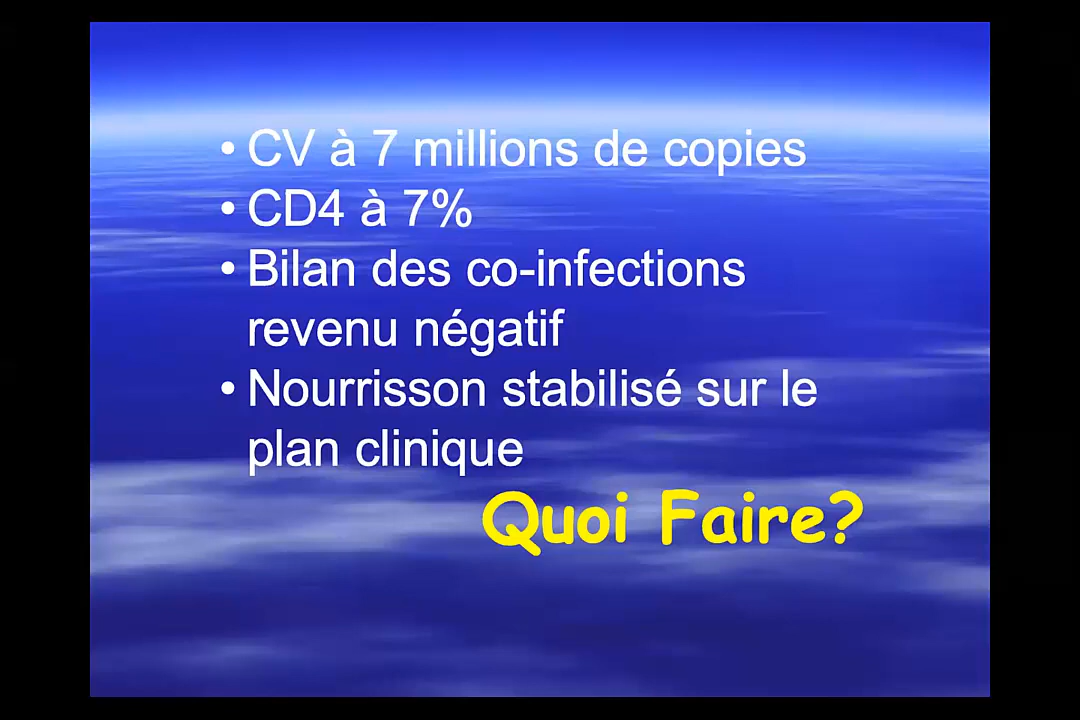 • CV à 7 millions de copies
• CD4 à 7%
• Bilan des co-infections
revenu négatif
• Nourrisson stabilisé sur le
plan clinique
Quoi Faire?